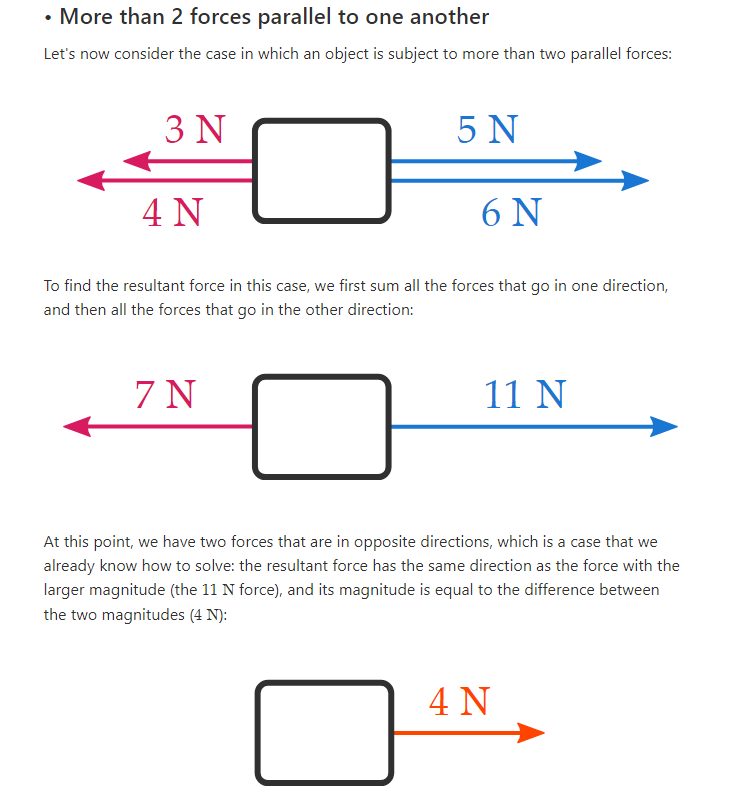 • More than 2 forces parallel to one another
Let's now consider the case in which an object is subject to more than two parallel forces:
3 N
5 N
4 N
6 N
To find the resultant force in this case, we first sum all the forces that go in one direction,
and then all the forces that go in the other direction:
7 N
11 N
At this point, we have two forces that are in opposite directions, which is a case that we
already know how to solve: the resultant force has the same direction as the force with the
larger magnitude (the 11 N force), and its magnitude is equal to the difference between
the two magnitudes (4 N):
4 N